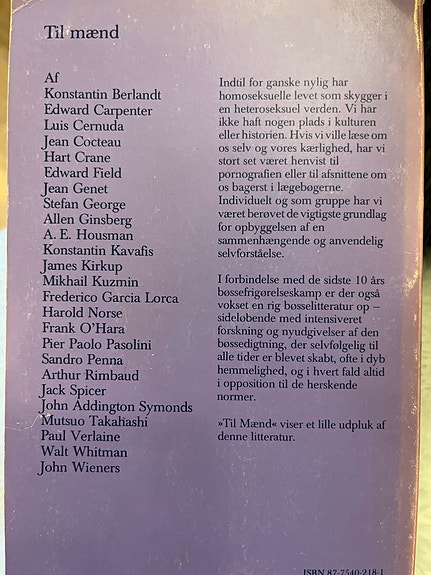 Til mænd
Af
Konstantin Berlandt
Edward Carpenter
Luis Cernuda
Jean Cocteau
Hart Crane
Edward Field
Jean Genet
Stefan George
Allen Ginsberg
A. E. Housman
Konstantin Kavafis
James Kirkup
Mikhail Kuzmin
Frederico Garcia Lorca
Harold Norse
Frank O'Hara
Pier Paolo Pasolini
Sandro Penna
Arthur Rimbaud
Jack Spicer
John Addington Symonds
Mutsuo Takahashi
Paul Verlaine
Walt Whitman
John Wieners
Indtil for ganske nylig har
homoseksuelle levet som skygger i
en heteroseksuel verden. Vi har
ikke haft nogen plads i kulturen
eller historien. Hvis vi ville læse om
os selv og vores kærlighed, har vi
stort set været henvist til
pornografien eller til afsnittene om
os bagerst i lægebøgerne.
Individuelt og som gruppe har vi
været berøvet de vigtigste grundlag
for opbyggelsen af en
sammenhængende og anvendelig
selvforståelse.
I forbindelse med de sidste 10 års
bøssefrigørelseskamp er der også
vokset en rig bøsselitteratur op –
sideløbende med intensiveret
forskning og nyudgivelser af den
bøssedigtning, der selvfølgelig til
alle tider er blevet skabt, ofte i dyb
hemmelighed, og i hvert fald altid
i opposition til de herskende
normer.
»Til Mænd« viser et lille udpluk af
denne litteratur.
ISBN 87-7540-218-1